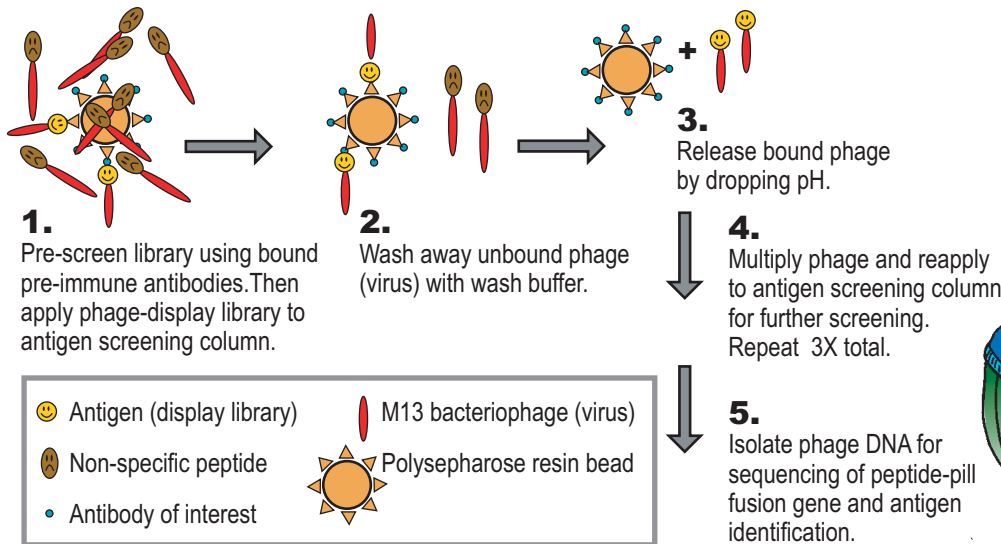 1.
Pre-screen library using bound
pre-immune antibodies.Then
apply phage-display library to
antigen screening column.
2.
Wash away unbound phage
(virus) with wash buffer.
+
3.
Release bound phage
by dropping pH.
4.
Multiply phage and reapply
to antigen screening column
for further screening.
Repeat 3X total.
5.
Isolate phage DNA for
sequencing of peptide-pill
fusion gene and antigen
identification.
Antigen (display library)
Non-specific peptide
Antibody of interest
M13 bacteriophage (virus)
Polysepharose resin bead